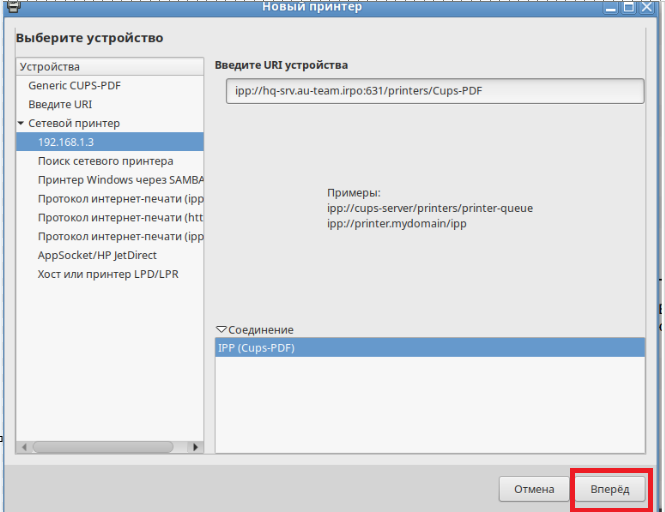 Новый принтер
Выберите устройство
Устройства
Generic CUPS-PDF
Введите URI
Сетевой принтер
192.168.1.3
Поиск сетевого принтера
Принтер Windows через SAMBA
Протокол интернет-печати (ipp
Протокол интернет-печати (htt
Протокол интернет-печати (ipp
AppSocket/HP JetDirect
Хост или принтер LPD/LPR
Введите URI устройства
ipp://hq-srv.au-team.irpo:631/printers/Cups-PDF
Примеры:
ipp://cups-server/printers/printer-queue
ipp://printer.mydomain/ipp
Соединение
IPP (Cups-PDF)
Отмена
Вперёд